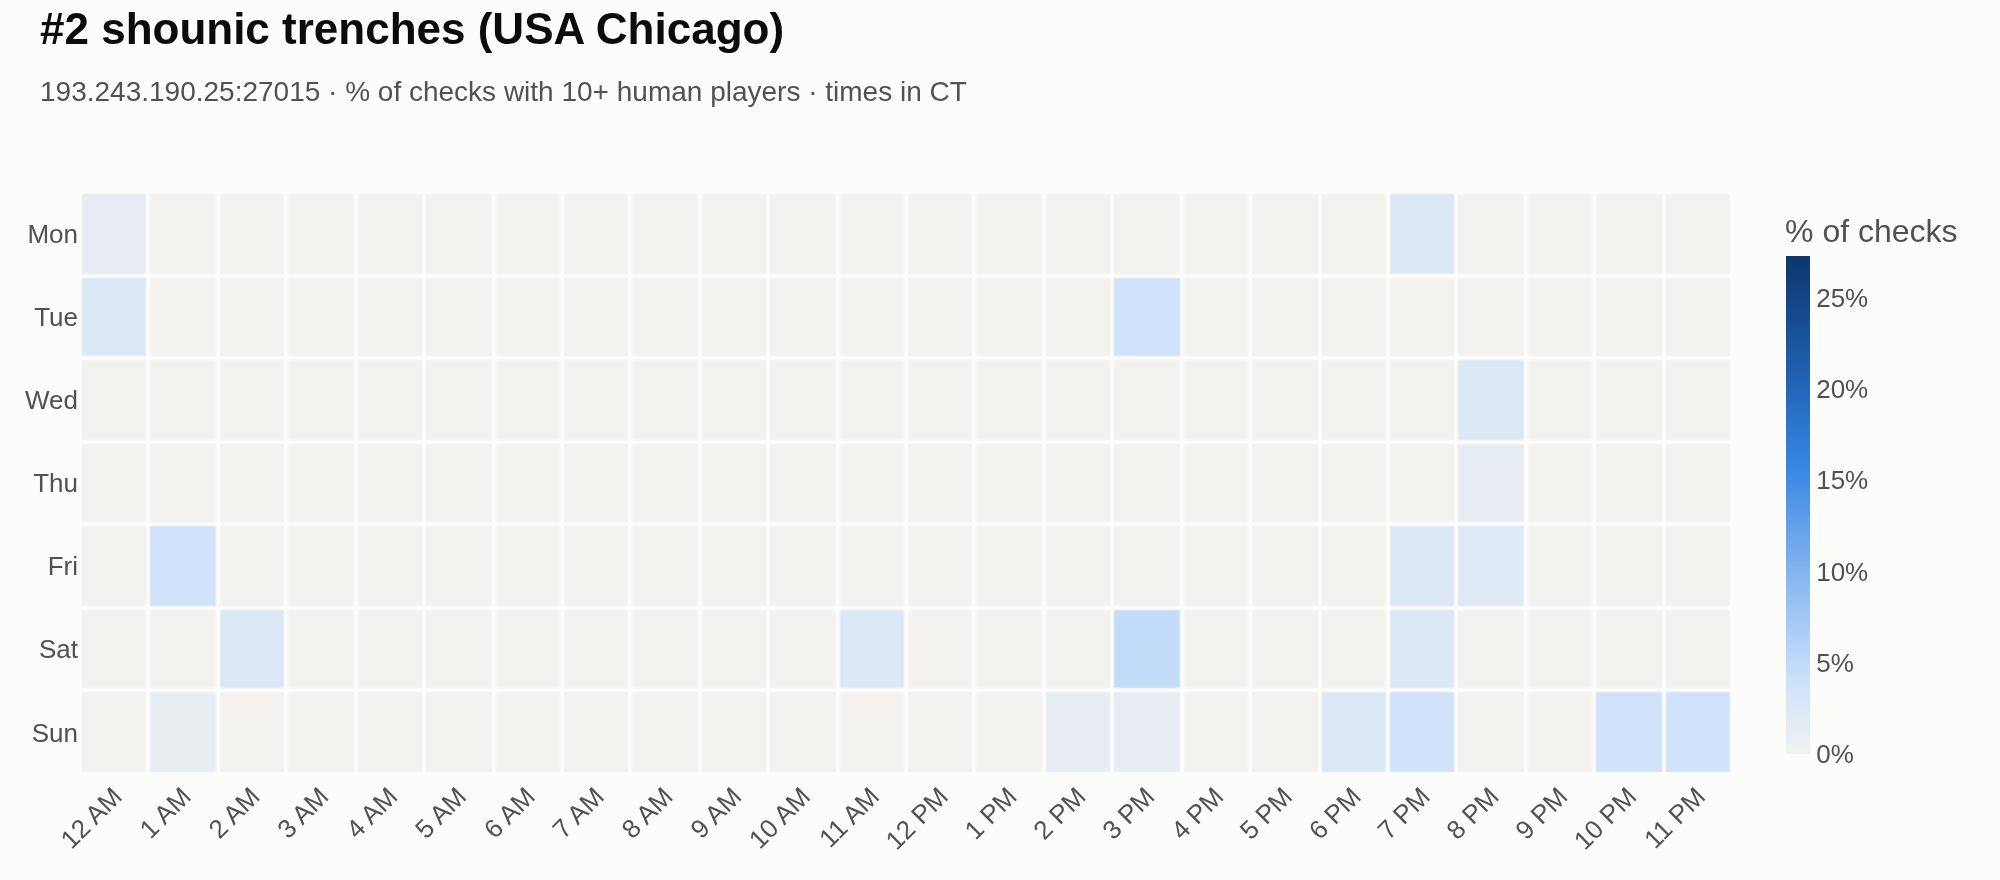 #2 shounic trenches (USA Chicago)
193.243.190.25:27015 · % of checks with 10+ human players · times in CT
% of checks
25%
20%
15%
10%
5%
0%
Mon
Tue
Wed
Thu
Fri
Sat
Sun
12 AM
1 AM
2 AM
3 AM
4 AM
5 AM
6 AM
7 AM
8 AM
9 AM
10 AM
11 AM
12 PM
1 PM
2 PM
3 PM
4 PM
5 PM
6 PM
7 PM
8 PM
9 PM
10 PM
11 PM